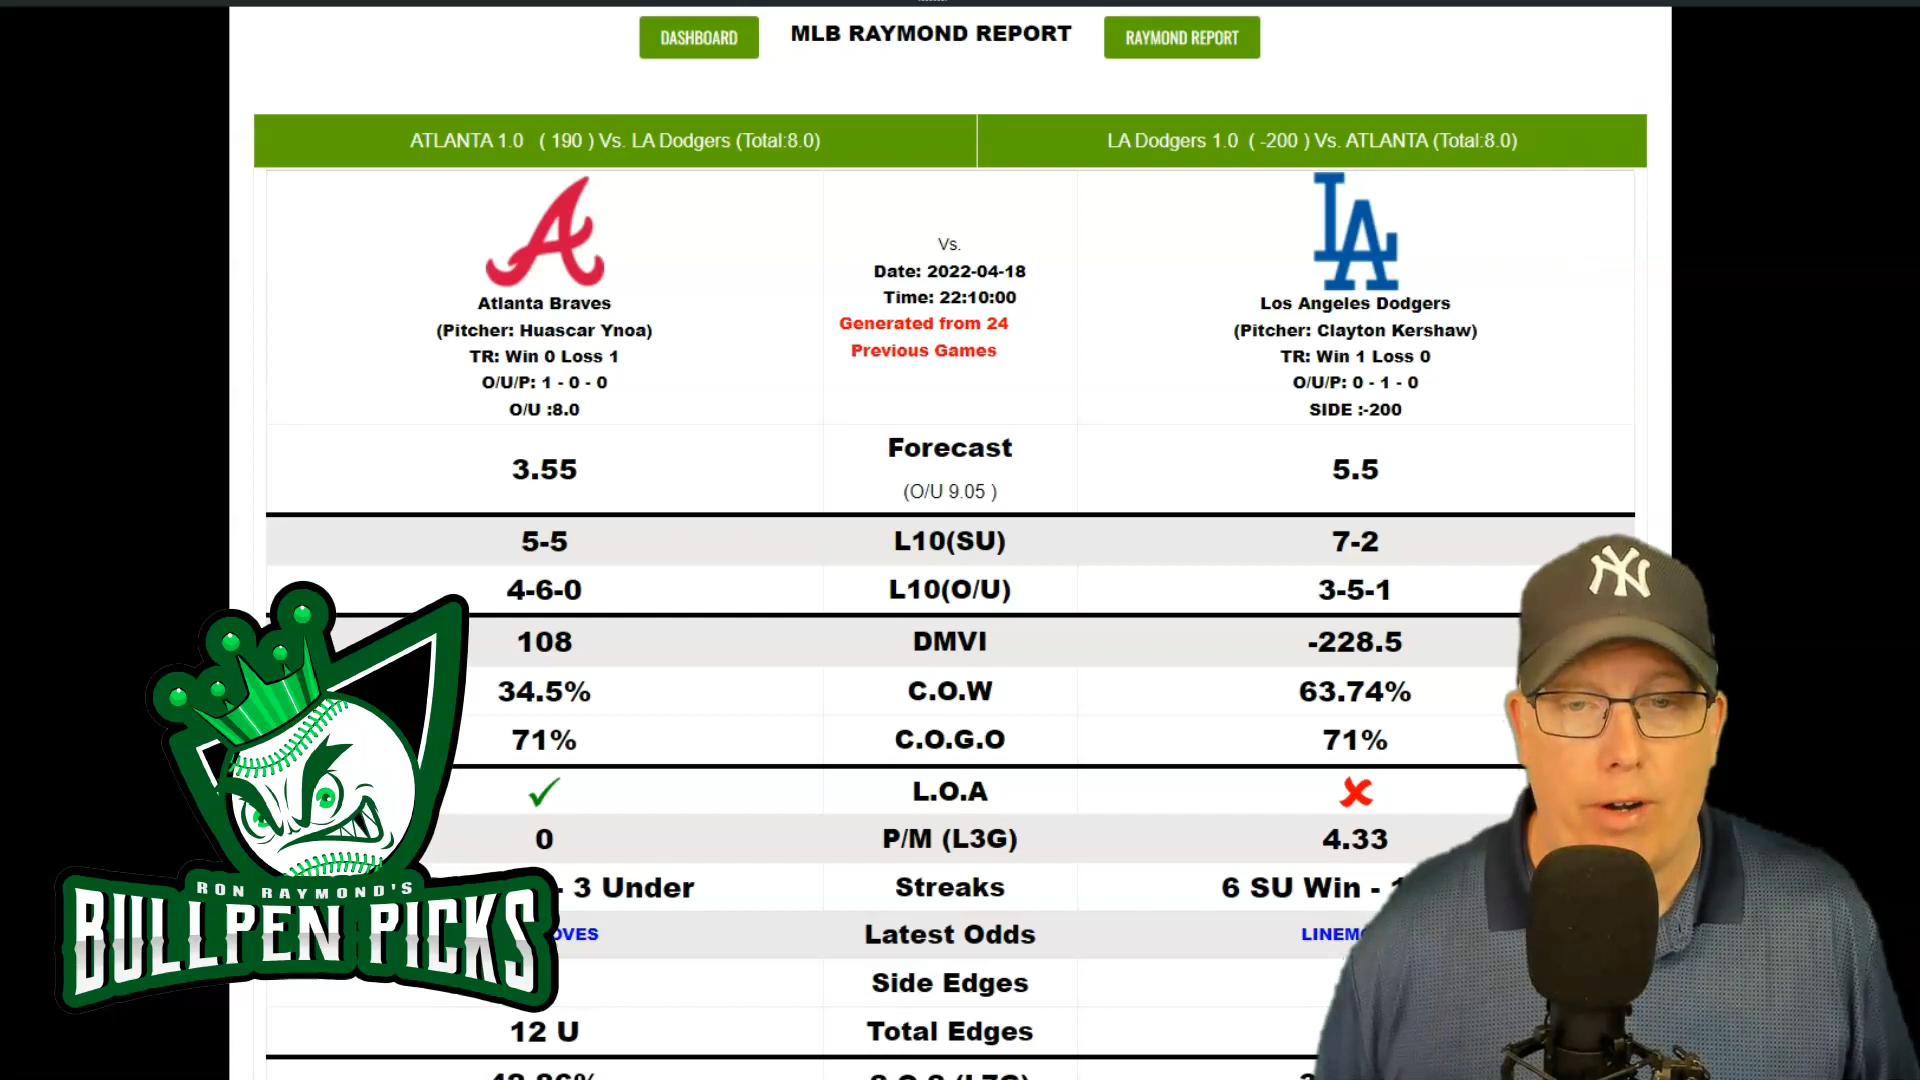 DASHBOARD
MLB RAYMOND REPORT
RAYMOND REPORT
ATLANTA 1.0 ( 190 ) Vs. LA Dodgers (Total:8.0)
LA Dodgers 1.0 ( -200 ) Vs. ATLANTA (Total:8.0)
Atlanta Braves
(Pitcher: Huascar Ynoa)
TR: Win 0 Loss 1
O/U/P: 1 - 0 - 0
O/U :8.0
Vs.
Date: 2022-04-18
Time: 22:10:00
Generated from 24
Previous Games
LA
Los Angeles Dodgers
(Pitcher: Clayton Kershaw)
TR: Win 1 Loss 0
O/U/P: 0 - 1 - 0
SIDE :-200
3.55
Forecast
(O/U 9.05 )
5.5
5-5 L10(SU) 7-2
4-6-0 L10(O/U) 3-5-1
108 DMVI -228.5
34.5% C.O.W 63.74%
71% C.O.G.O 71%
L.O.A
0 P/M (L3G) 4.33
- 3 Under Streaks 6 SU Win -
Latest Odds
Side Edges
12 U Total Edges
RON RAYMOND'S
BULLPEN PICKS
NY